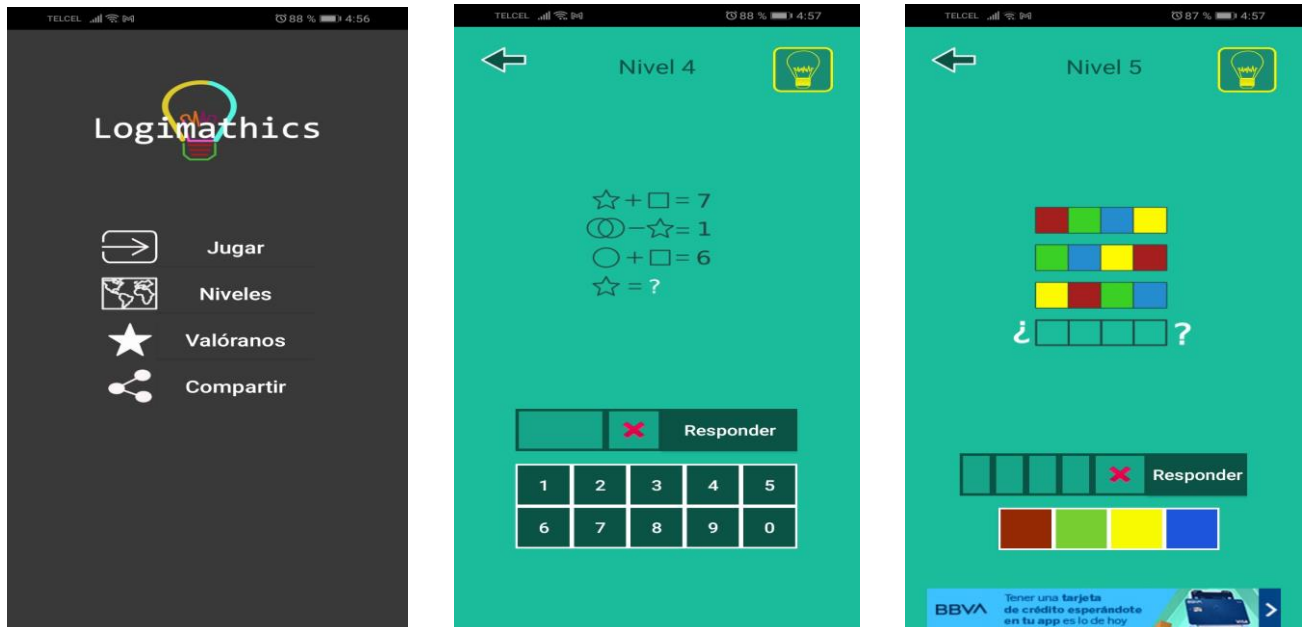 TELCEL 88 % 4:56
Logimathics
Jugar
Niveles
Valóranos
Compartir
TELCEL 88 % 4:57
Nivel 4
☆ + □ = 7
− ☆ = 1
○ + □ = 6
☆ = ?
Responder
1 2 3 4 5
6 7 8 9 0
TELCEL 87 % 4:57
Nivel 5
¿ ?
Responder
BBVA
Tener una tarjeta
de crédito esperándote
en tu app es lo de hoy